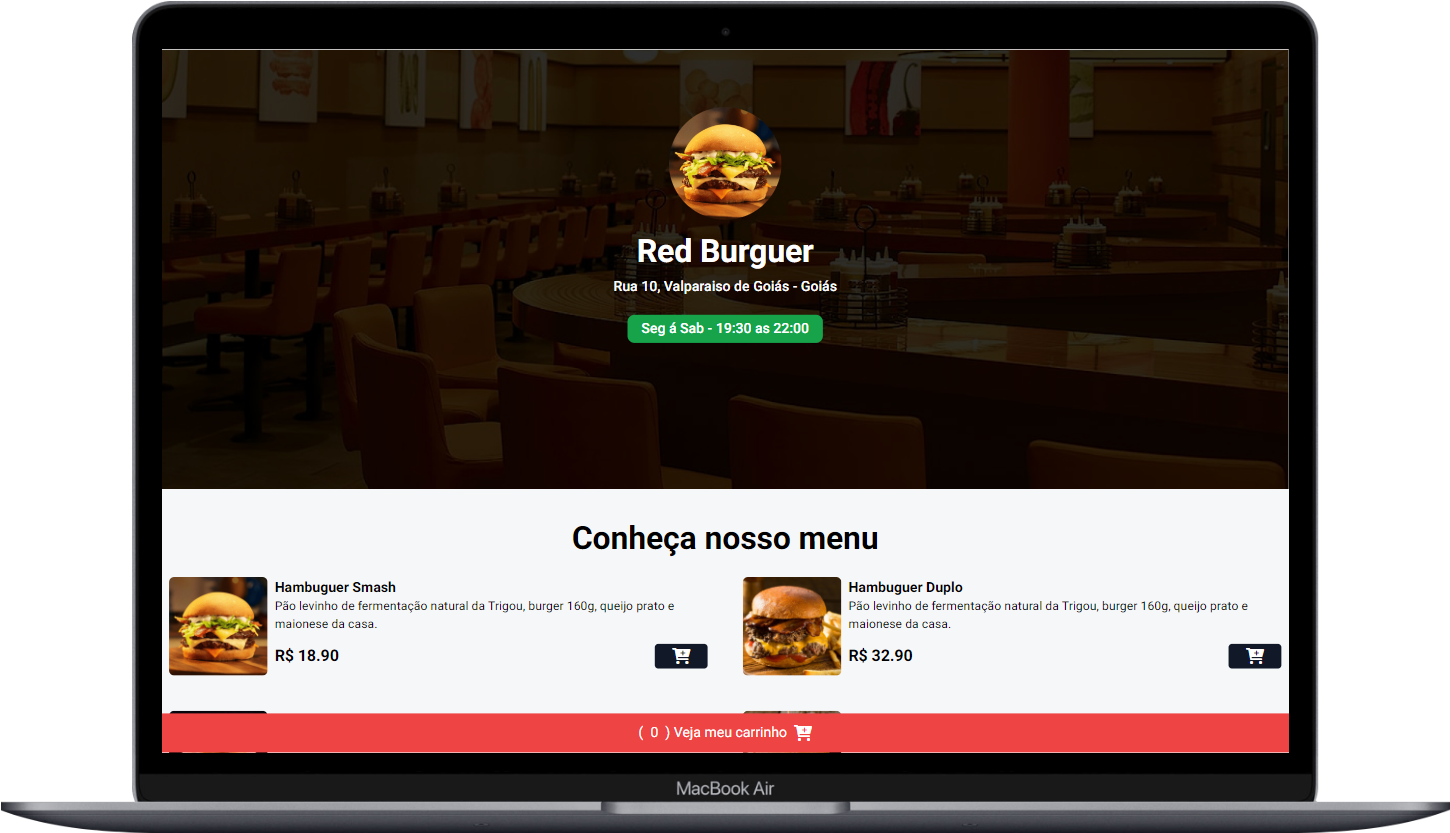 Red Burguer
Rua 10, Valparaiso de Goiás - Goiás
Seg á Sab - 19:30 as 22:00
Conheça nosso menu
Hambuguer Smash
Pão levinho de fermentação natural da Trigou, burger 160g, queijo prato e
maionese da casa.
R$ 18.90
Hambuguer Duplo
Pão levinho de fermentação natural da Trigou, burger 160g, queijo prato e
maionese da casa.
R$ 32.90
( 0 ) Veja meu carrinho
MacBook Air